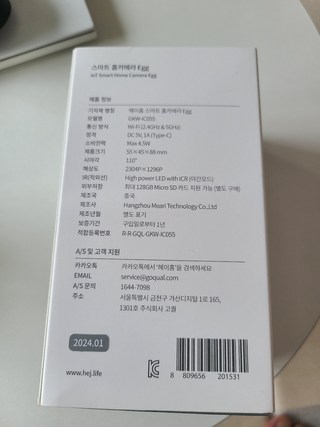 스마트 홈카메라 Egg
IoT Smart Home Camera Egg
제품 정보
기자재 명칭 헤이홈 스마트 홈카메라 Egg
모델명 GKW-IC055
통신 방식 Wi-Fi (2.4GHz & 5GHz)
정격 DC 5V, 1A (Type-C)
소비전력 Max 4.5W
제품크기 55×45×88 mm
시야각 110°
해상도 2304P×1296P
IR(적외선) High power LED with ICR (야간모드)
외부저장 최대 128GB Micro SD 카드 지원 가능 (별도 구매)
제조국 중국
제조사 Hangzhou Meari Technology Co.,Ltd
제조년월 별도 표기
보증기간 구입일로부터 1년
적합등록번호 R-R-GQL-GKW-IC055
A/S 및 고객 지원
카카오톡 카카오톡에서 '헤이홈'을 검색하세요
EMAIL service@goqual.com
A/S 문의 1644-7098
주소 서울특별시 금천구 가산디지털 1로 165,
1301호 주식회사 고퀄
2024.01
www.hej.life
8 809656 201531